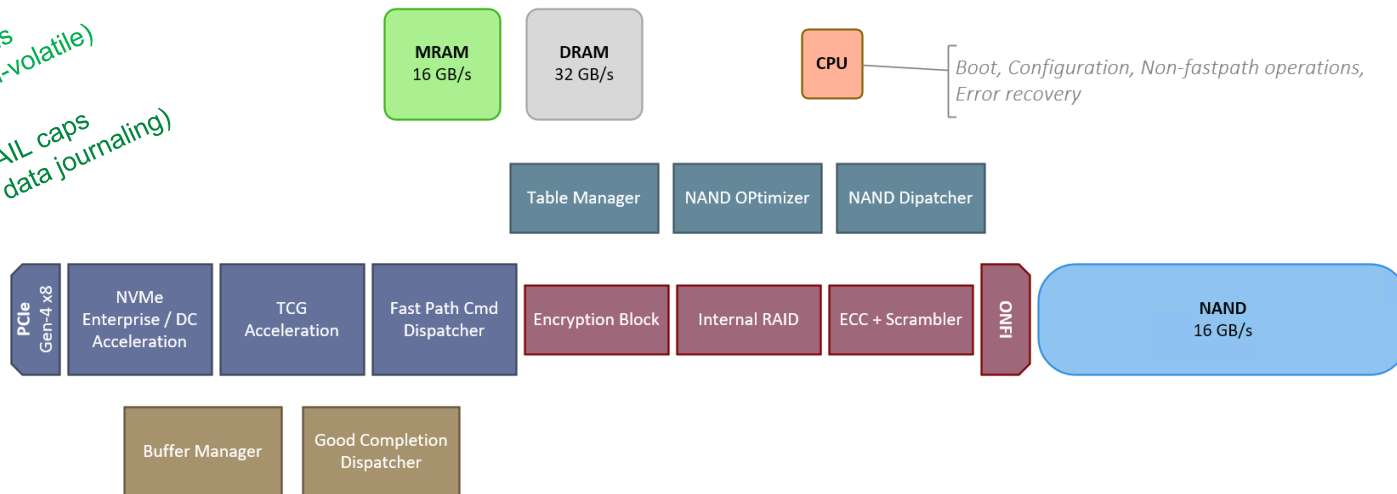 -volatile)
AIL caps
data journaling)
MRAM
16 GB/s
DRAM
32 GB/s
CPU
Boot, Configuration, Non-fastpath operations,
Error recovery
Table Manager
NAND OPtimizer
NAND Dipatcher
PCIe
Gen-4 x8
NVMe
Enterprise / DC
Acceleration
TCG
Acceleration
Fast Path Cmd
Dispatcher
Encryption Block
Internal RAID
ECC + Scrambler
ONFI
NAND
16 GB/s
Buffer Manager
Good Completion
Dispatcher